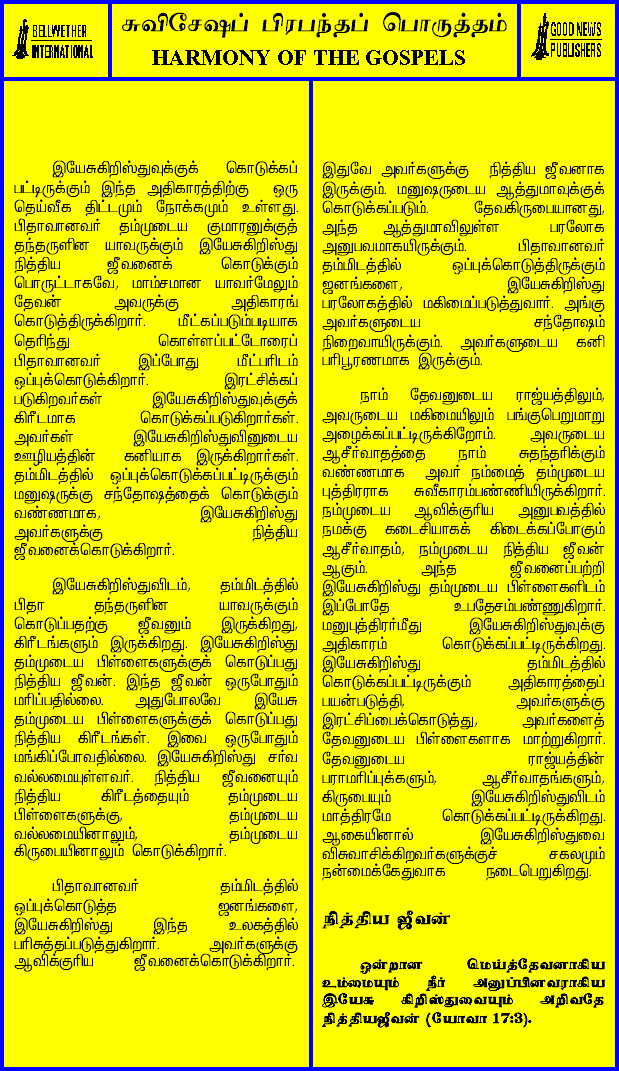 BELLWETHER
INTERNATIONAL
சுவிசேஷப் பிரபந்தப் பொருத்தம்
HARMONY OF THE GOSPELS
GOOD NEWS
PUBLISHERS
இயேசுகிறிஸ்துவுக்குக் கொடுக்கப்
பட்டிருக்கும் இந்த அதிகாரத்திற்கு ஒரு
தெய்வீக திட்டமும் நோக்கமும் உள்ளது.
பிதாவானவர் தம்முடைய குமாரனுக்குத்
தந்தருளின யாவருக்கும் இயேசுகிறிஸ்து
நித்திய ஜீவனைக் கொடுக்கும்
பொருட்டாகவே, மாம்சமான யாவர்மேலும்
தேவன் அவருக்கு அதிகாரங்
கொடுத்திருக்கிறார். மீட்கப்படும்படியாக
தெரிந்து கொள்ளப்பட்டோரைப்
பிதாவானவர் இப்போது மீட்பரிடம்
ஒப்புக்கொடுக்கிறார். இரட்சிக்கப்
படுகிறவர்கள் இயேசுகிறிஸ்துவுக்குக்
கிரீடமாக கொடுக்கப்படுகிறார்கள்.
அவர்கள் இயேசுகிறிஸ்துவினுடைய
ஊழியத்தின் கனியாக இருக்கிறார்கள்.
தம்மிடத்தில் ஒப்புக்கொடுக்கப்பட்டிருக்கும்
மனுஷருக்கு சந்தோஷத்தைக் கொடுக்கும்
வண்ணமாக, இயேசுகிறிஸ்து
அவர்களுக்கு நித்திய
ஜீவனைக்கொடுக்கிறார்.
இயேசுகிறிஸ்துவிடம், தம்மிடத்தில்
பிதா தந்தருளின யாவருக்கும்
கொடுப்பதற்கு ஜீவனும் இருக்கிறது,
கிரீடங்களும் இருக்கிறது. இயேசுகிறிஸ்து
தம்முடைய பிள்ளைகளுக்குக் கொடுப்பது
நித்திய ஜீவன். இந்த ஜீவன் ஒருபோதும்
மரிப்பதில்லை. அதுபோலவே இயேசு
தம்முடைய பிள்ளைகளுக்குக் கொடுப்பது
நித்திய கிரீடங்கள். இவை ஒருபோதும்
மங்கிப்போவதில்லை. இயேசுகிறிஸ்து சர்வ
வல்லமையுள்ளவர். நித்திய ஜீவனையும்
நித்திய கிரீடத்தையும் தம்முடைய
பிள்ளைகளுக்கு, தம்முடைய
வல்லமையினாலும், தம்முடைய
கிருபையினாலும் கொடுக்கிறார்.
பிதாவானவர் தம்மிடத்தில்
ஒப்புக்கொடுத்த ஜனங்களை,
இயேசுகிறிஸ்து இந்த உலகத்தில்
பரிசுத்தப்படுத்துகிறார். அவர்களுக்கு
ஆவிக்குரிய ஜீவனைக்கொடுக்கிறார்.
இதுவே அவர்களுக்கு நித்திய ஜீவனாக
இருக்கும். மனுஷருடைய ஆத்துமாவுக்குக்
கொடுக்கப்படும். தேவகிருபையானது,
அந்த ஆத்துமாவிலுள்ள பரலோக
அனுபவமாகயிருக்கும். பிதாவானவர்
தம்மிடத்தில் ஒப்புக்கொடுத்திருக்கும்
ஜனங்களை, இயேசுகிறிஸ்து
பரலோகத்தில் மகிமைப்படுத்துவார். அங்கு
அவர்களுடைய சந்தோஷம்
நிறைவாயிருக்கும். அவர்களுடைய கனி
பரிபூரணமாக இருக்கும்.
நாம் தேவனுடைய ராஜ்யத்திலும்,
அவருடைய மகிமையிலும் பங்குபெறுமாறு
அழைக்கப்பட்டிருக்கிறோம். அவருடைய
ஆசீர்வாதத்தை நாம் சுதந்தரிக்கும்
வண்ணமாக அவர் நம்மைத் தம்முடைய
புத்திரராக சுவீகாரம்பண்ணியிருக்கிறார்.
நம்முடைய ஆவிக்குரிய அனுபவத்தில்
நமக்கு கடைசியாகக் கிடைக்கப்போகும்
ஆசீர்வாதம், நம்முடைய நித்திய ஜீவன்
ஆகும். அந்த ஜீவனைப்பற்றி
இயேசுகிறிஸ்து தம்முடைய பிள்ளைகளிடம்
இப்போதே உபதேசம்பண்ணுகிறார்.
மனுபுத்திரர்மீது இயேசுகிறிஸ்துவுக்கு
அதிகாரம் கொடுக்கப்பட்டிருக்கிறது.
இயேசுகிறிஸ்து தம்மிடத்தில்
கொடுக்கப்பட்டிருக்கும் அதிகாரத்தைப்
பயன்படுத்தி, அவர்களுக்கு
இரட்சிப்பைக்கொடுத்து, அவர்களைத்
தேவனுடைய பிள்ளைகளாக மாற்றுகிறார்.
தேவனுடைய ராஜ்யத்தின்
பராமரிப்புக்களும், ஆசீர்வாதங்களும்,
கிருபையும் இயேசுகிறிஸ்துவிடம்
மாத்திரமே கொடுக்கப்பட்டிருக்கிறது.
ஆகையினால் இயேசுகிறிஸ்துவை
விசுவாசிக்கிறவர்களுக்குச் சகலமும்
நன்மைக்கேதுவாக நடைபெறுகிறது.
நித்திய ஜீவன்
ஒன்றான மெய்த்தேவனாகிய
உம்மையும் நீர் அனுப்பினவராகிய
இயேசு கிறிஸ்துவையும் அறிவதே
நித்தியஜீவன் (யோவா 17:3).